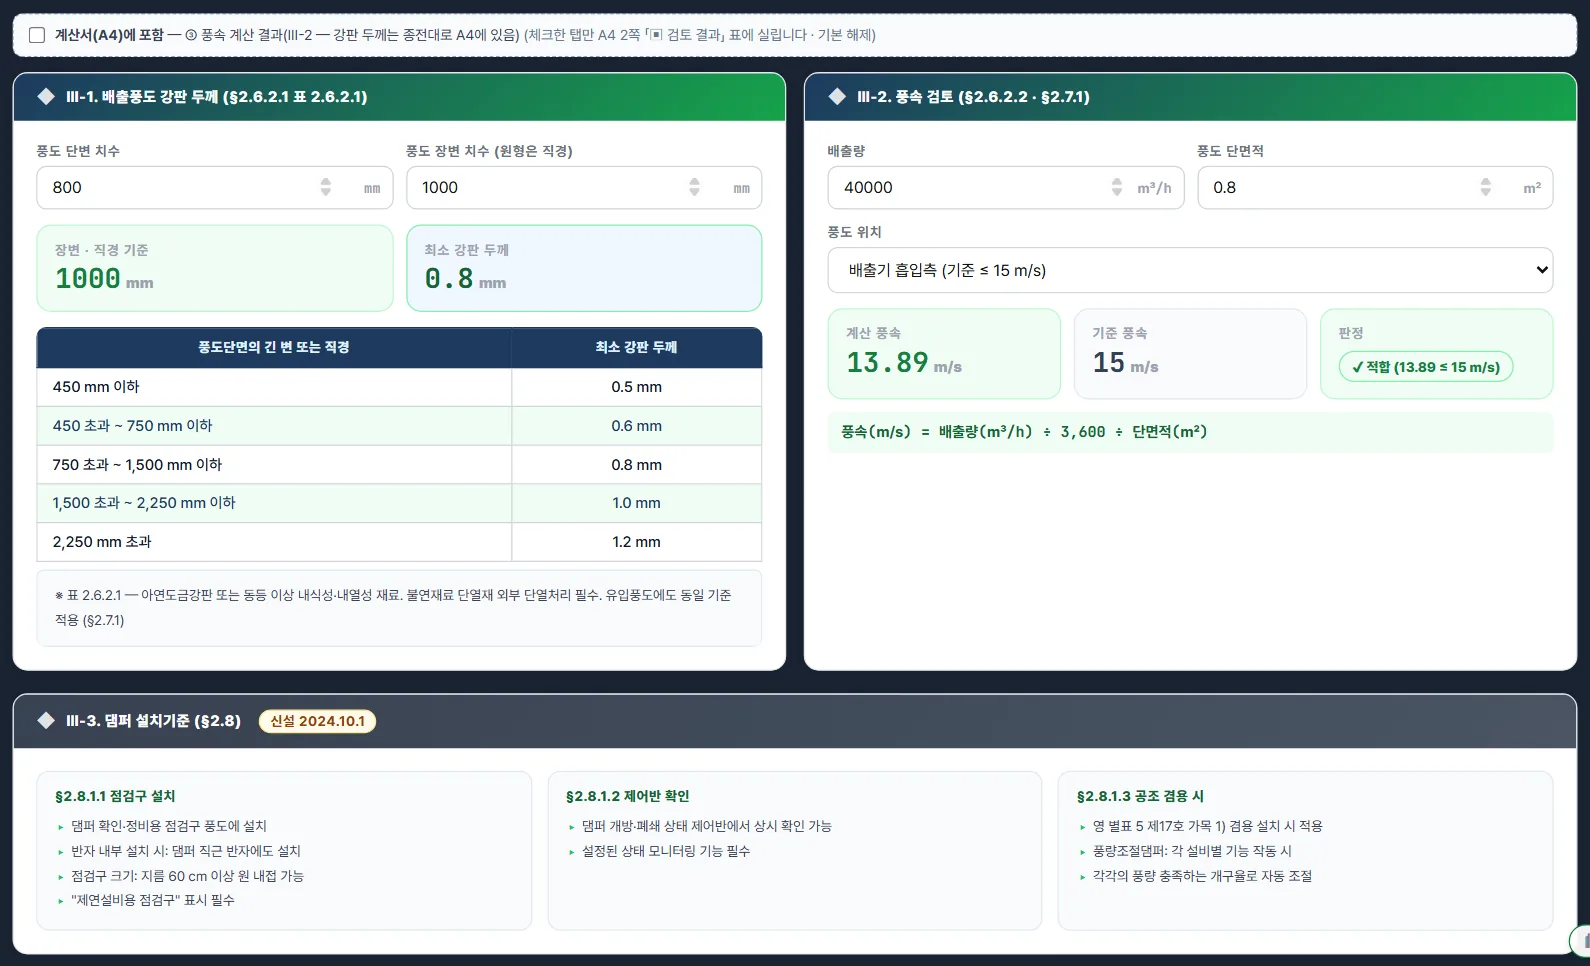 계산서(A4)에 포함 — ③ 풍속 계산 결과(III-2 — 강판 두께는 종전대로 A4에 있음) (체크한 탭만 A4 2쪽 「▣ 검토 결과」 표에 실립니다 · 기본 해제)
◆ III-1. 배출풍도 강판 두께 (§2.6.2.1 표 2.6.2.1)
풍도 단변 치수
풍도 장변 치수 (원형은 직경)
800 mm
1000 mm
장변 · 직경 기준
1000 mm
최소 강판 두께
0.8 mm
풍도단면의 긴 변 또는 직경 최소 강판 두께
450 mm 이하 0.5 mm
450 초과 ~ 750 mm 이하 0.6 mm
750 초과 ~ 1,500 mm 이하 0.8 mm
1,500 초과 ~ 2,250 mm 이하 1.0 mm
2,250 mm 초과 1.2 mm
※ 표 2.6.2.1 — 아연도금강판 또는 동등 이상 내식성·내열성 재료. 불연재료 단열재 외부 단열처리 필수. 유입풍도에도 동일 기준
적용 (§2.7.1)
◆ III-2. 풍속 검토 (§2.6.2.2 · §2.7.1)
배출량
풍도 단면적
40000 m³/h
0.8 m²
풍도 위치
배출기 흡입측 (기준 ≤ 15 m/s)
계산 풍속
13.89 m/s
기준 풍속
15 m/s
판정
✓ 적합 (13.89 ≤ 15 m/s)
풍속(m/s) = 배출량(m³/h) ÷ 3,600 ÷ 단면적(m²)
◆ III-3. 댐퍼 설치기준 (§2.8) 신설 2024.10.1
§2.8.1.1 점검구 설치
▸ 댐퍼 확인·정비용 점검구 풍도에 설치
▸ 반자 내부 설치 시: 댐퍼 직근 반자에도 설치
▸ 점검구 크기: 지름 60 cm 이상 원 내접 가능
▸ "제연설비용 점검구" 표시 필수
§2.8.1.2 제어반 확인
▸ 댐퍼 개방·폐쇄 상태 제어반에서 상시 확인 가능
▸ 설정된 상태 모니터링 기능 필수
§2.8.1.3 공조 겸용 시
▸ 영 별표 5 제17호 가목 1) 겸용 설치 시 적용
▸ 풍량조절댐퍼: 각 설비별 기능 작동 시
▸ 각각의 풍량 충족하는 개구율로 자동 조절